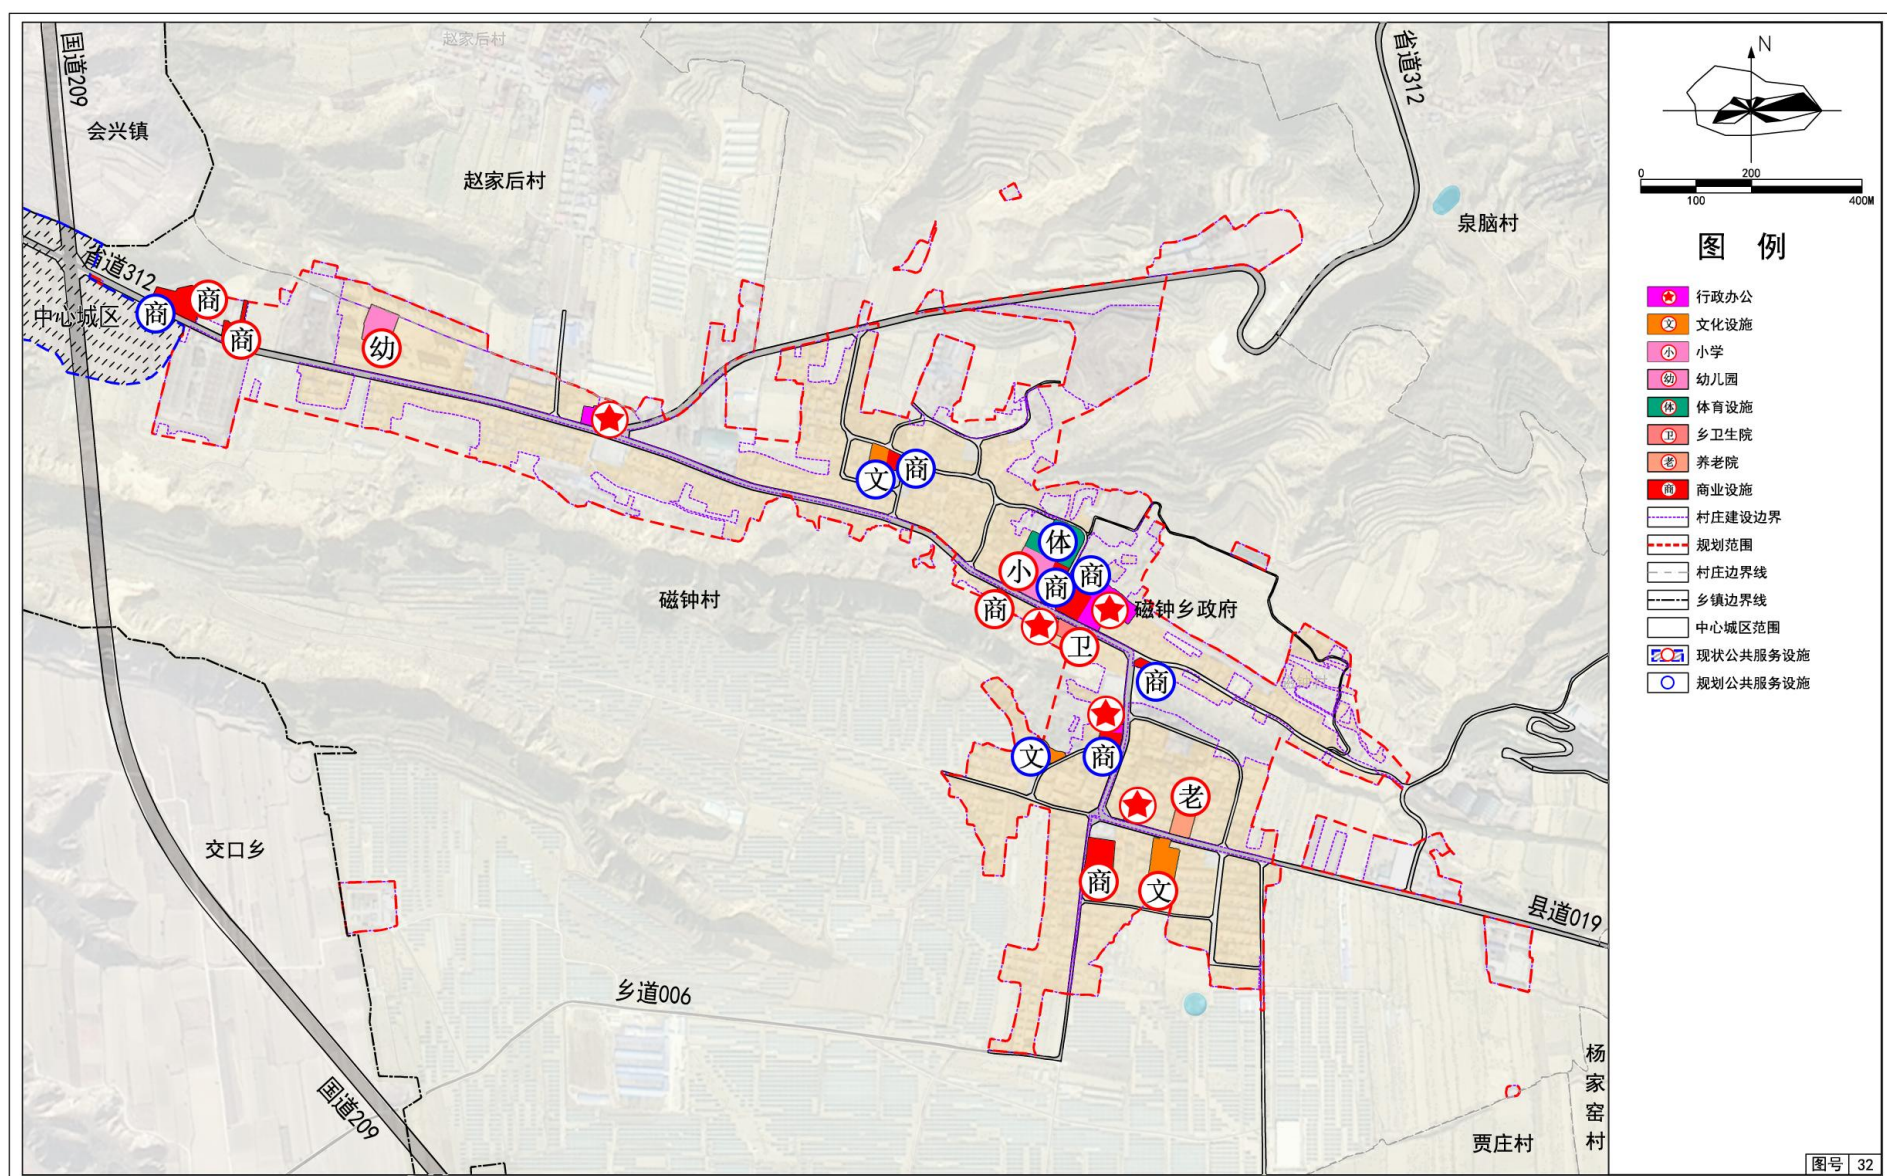 赵家后村
国道209
省道312
会兴镇
赵家后村
泉脑村
省道312
中心城区
商
商
商
幼
文
商
体
小
商
商
商
磁钟村
磁钟乡政府
卫
商
文
商
老
商
文
交口乡
县道019
乡道006
国道209
杨家窑村
贾庄村
N
0
200
100
400M
图 例
行政办公
文 文化设施
小 小学
幼 幼儿园
体 体育设施
卫 乡卫生院
老 养老院
商 商业设施
村庄建设边界
规划范围
村庄边界线
乡镇边界线
中心城区范围
现状公共服务设施
规划公共服务设施
图号 32